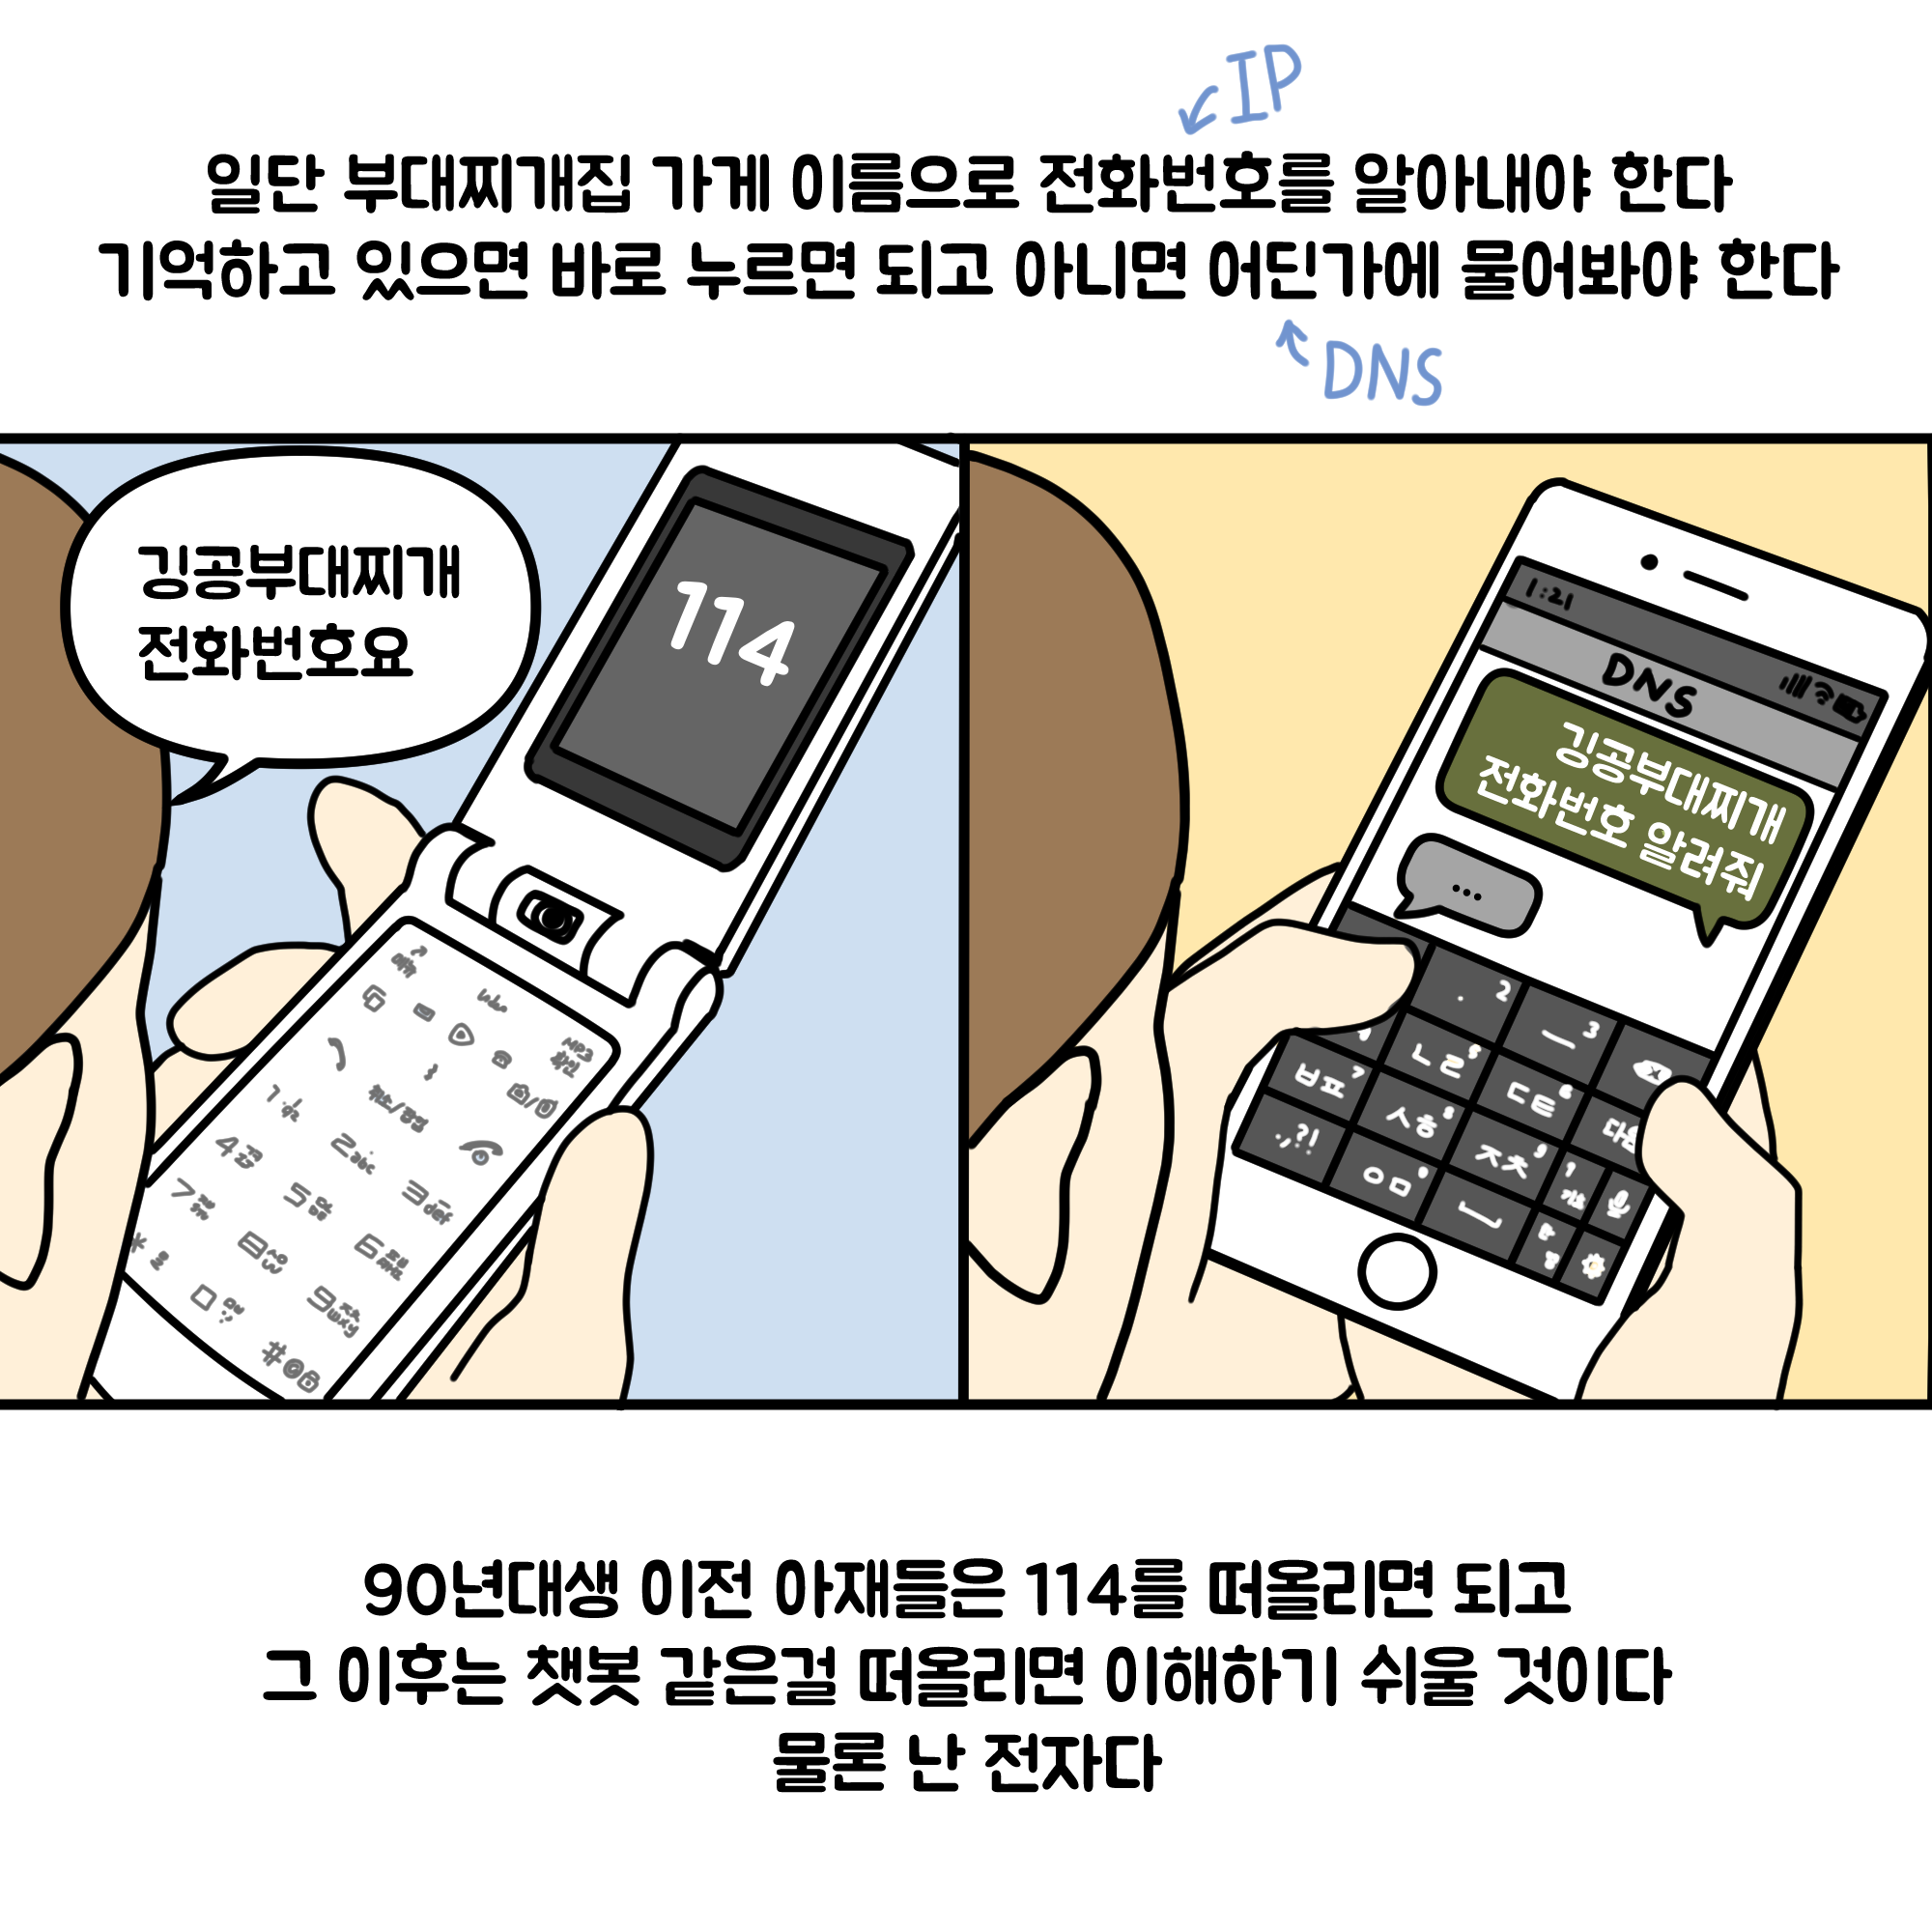 IP
일단 부대찌개집 가게 이름으로 전화번호를 알아내야 한다
기억하고 있으면 바로 누르면 되고 아니면 어딘가에 물어봐야 한다
DNS
김공부대찌개
전화번호요
114
1:21
DNS
김공부대찌개
전화번호 알려줘
...
90년대생 이전 아재들은 114를 떠올리면 되고
그 이후는 챗봇 같은걸 떠올리면 이해하기 쉬울 것이다
물론 난 전자다